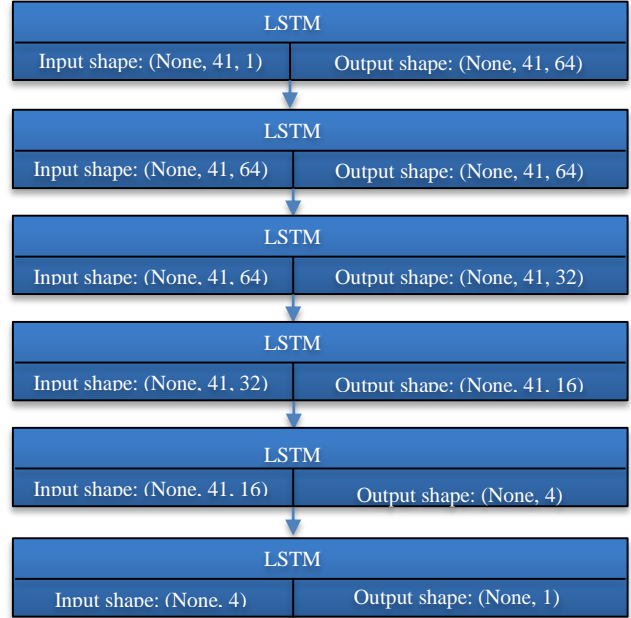 LSTM
Input shape: (None, 41, 1) Output shape: (None, 41, 64)
LSTM
Input shape: (None, 41, 64) Output shape: (None, 41, 64)
LSTM
Input shape: (None, 41, 64) Output shape: (None, 41, 32)
LSTM
Input shape: (None, 41, 32) Output shape: (None, 41, 16)
LSTM
Input shape: (None, 41, 16) Output shape: (None, 4)
LSTM
Input shape: (None, 4) Output shape: (None, 1)